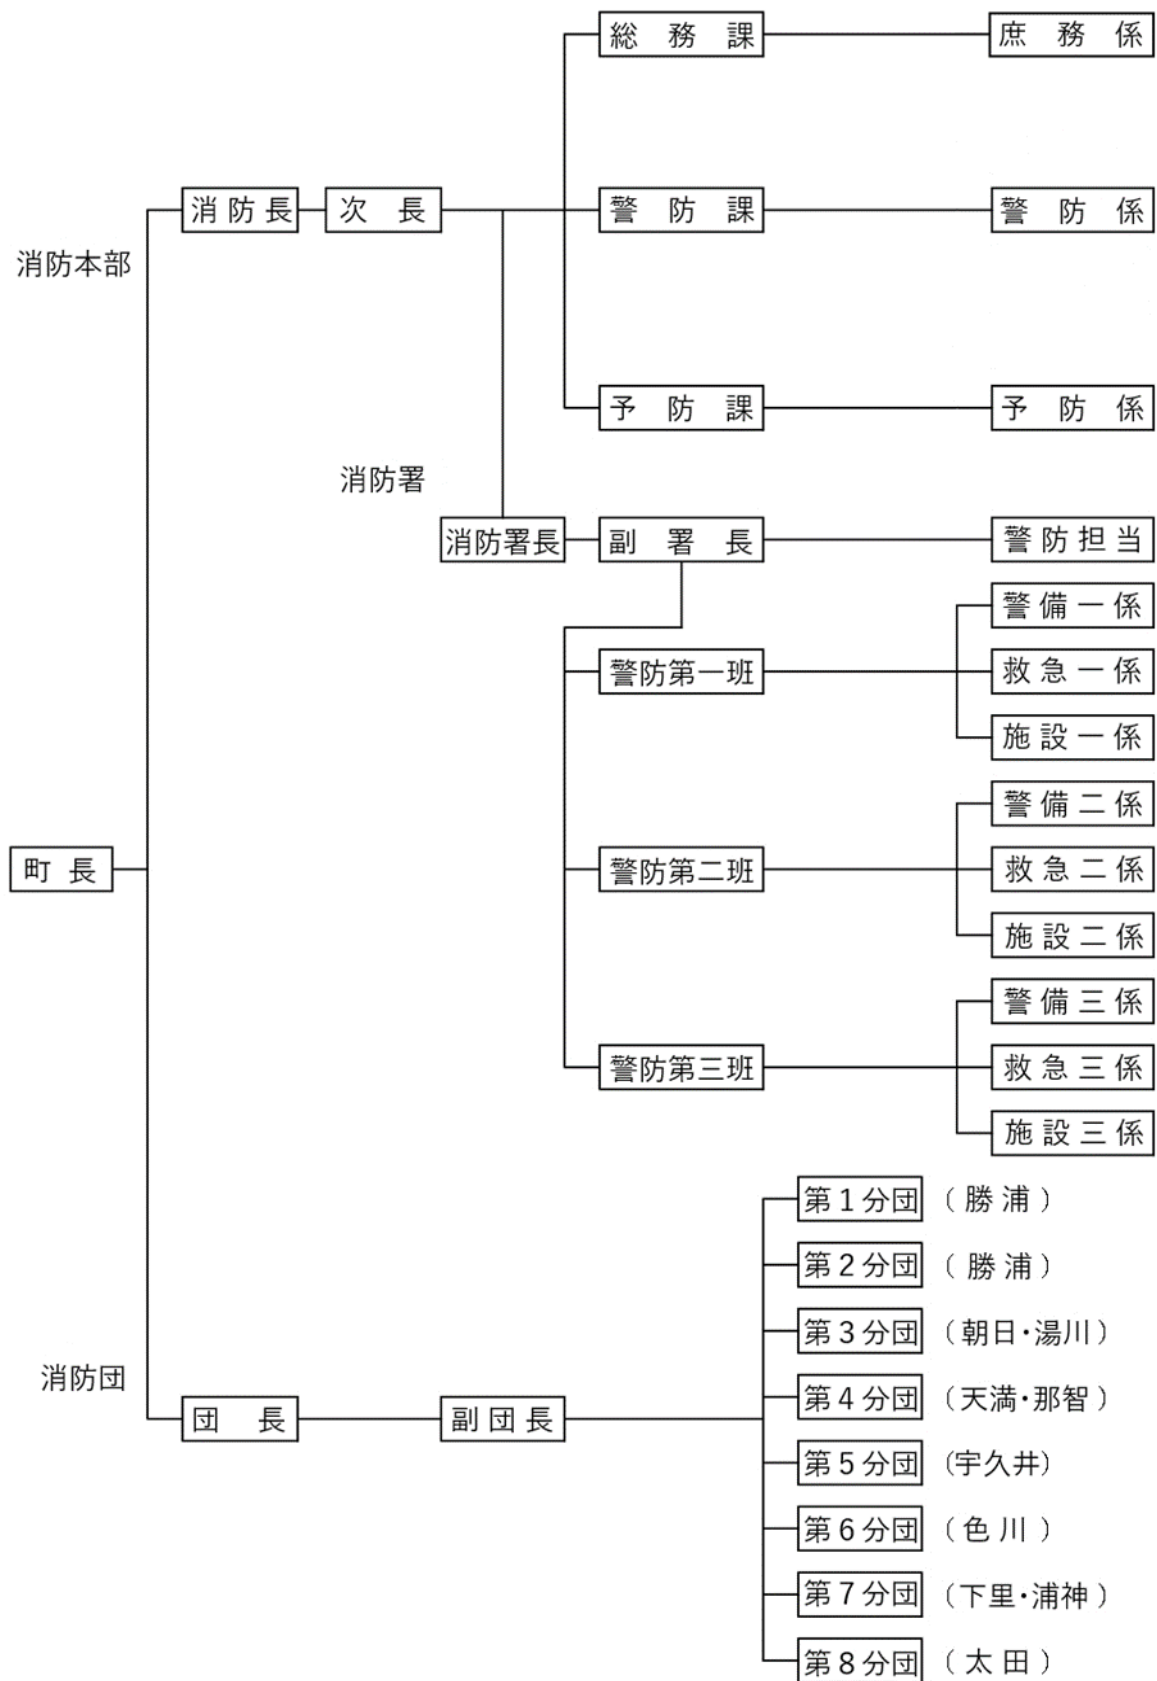 総務課 庶務係
消防長 次長 警防課 警防係
消防本部
予防課 予防係
消防署
消防署長 副署長 警防担当
警備一係
警防第一班 救急一係
施設一係
警備二係
町長 警防第二班 救急二係
施設二係
警備三係
警防第三班 救急三係
施設三係
第1分団 (勝浦)
第2分団 (勝浦)
第3分団 (朝日・湯川)
消防団
第4分団 (天満・那智)
団長 副団長
第5分団 (宇久井)
第6分団 (色川)
第7分団 (下里・浦神)
第8分団 (太田)